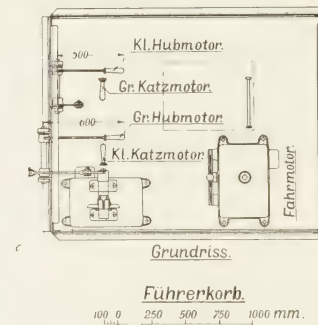 500
Kl. Hubmotor.
Gr. Katzmotor.
600
Gr. Hubmotor.
Kl. Katzmotor.
Fahrmotor.
Grundriss.
Führerkorb.
100 0 250 500 750 1000 mm.